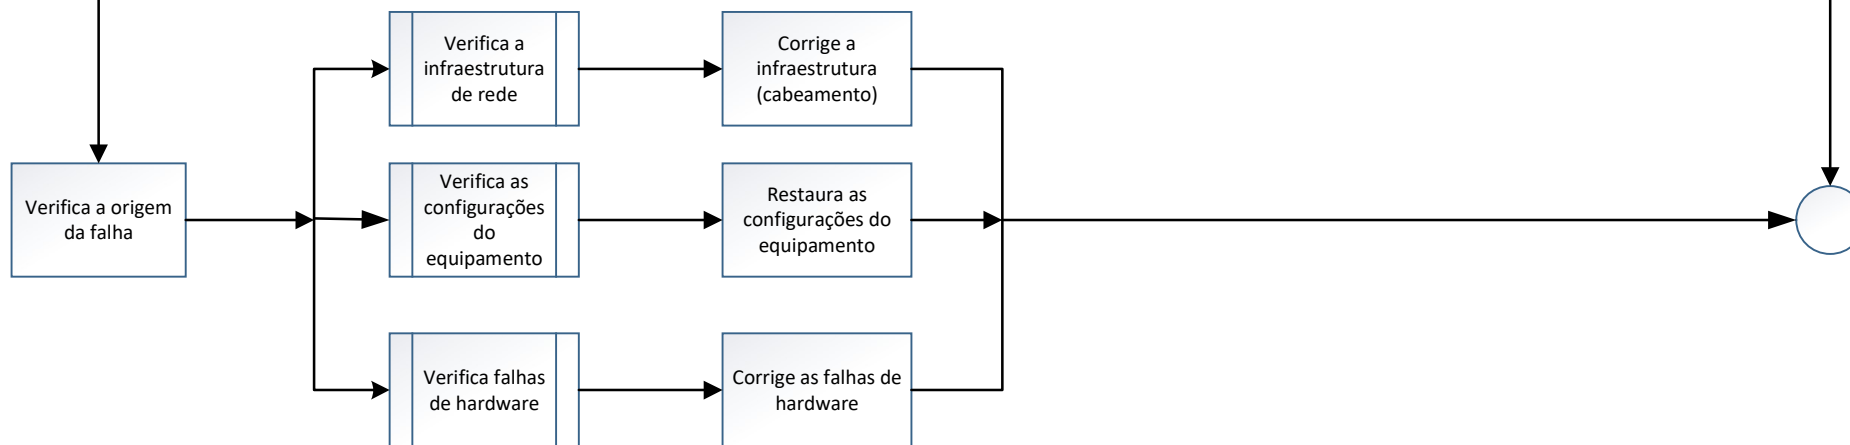 Verifica a
infraestrutura
de rede
Corrige a
infraestrutura
(cabeamento)
Verifica a origem
da falha
Verifica as
configurações
do
equipamento
Restaura as
configurações do
equipamento
Verifica falhas
de hardware
Corrige as falhas de
hardware